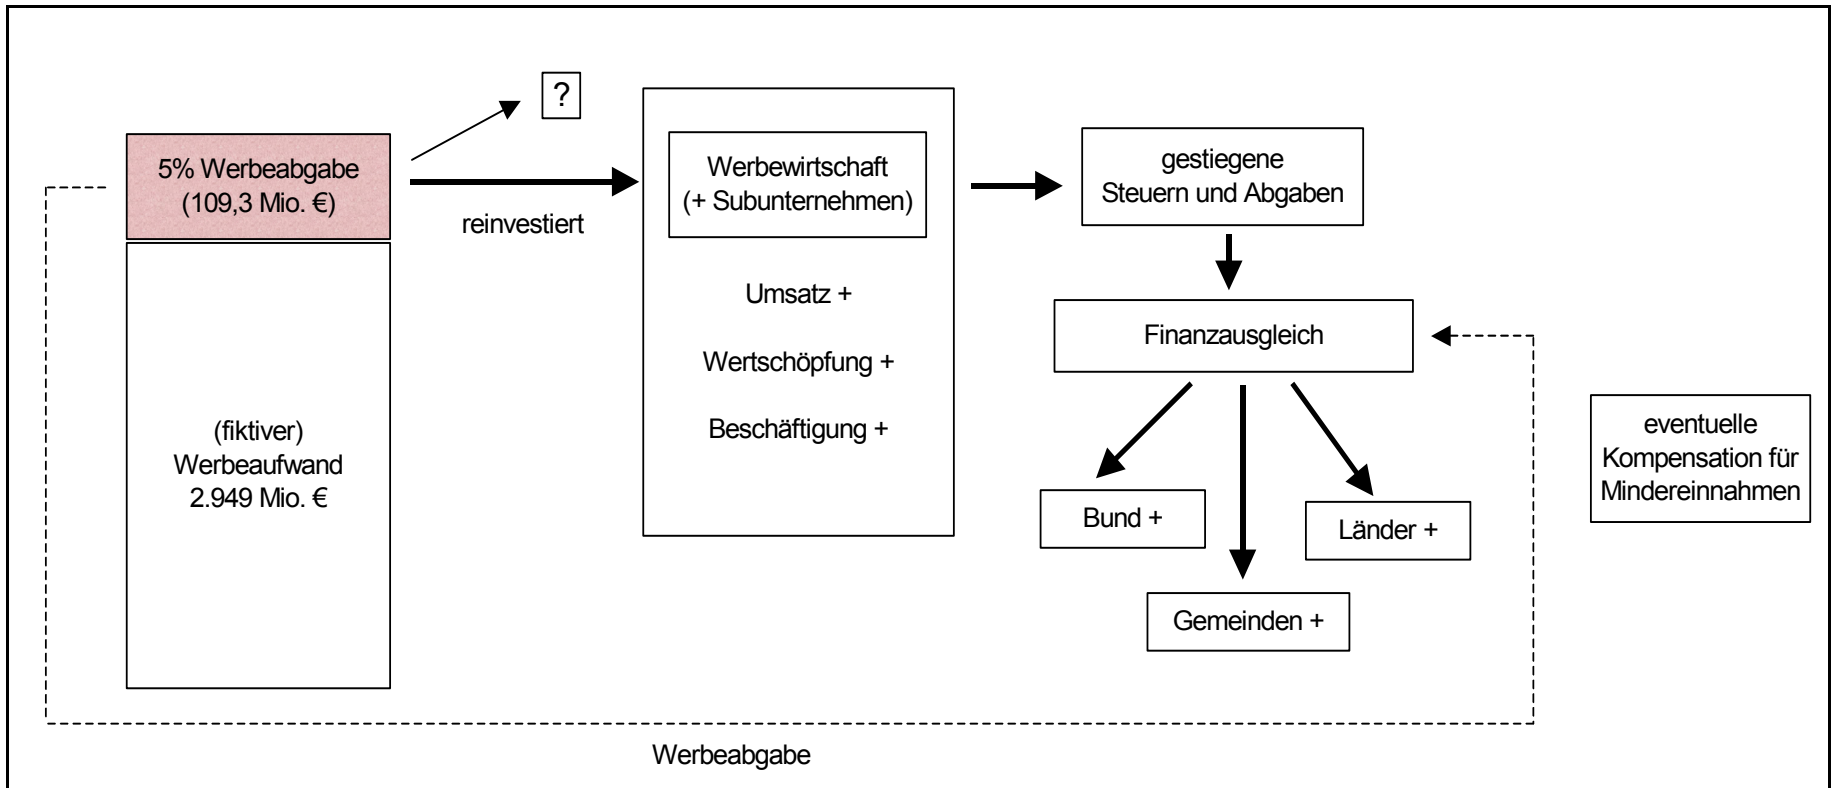 ?
5% Werbeabgabe
(109,3 Mio. €)
reinvestiert
(fiktiver)
Werbeaufwand
2.949 Mio. €
Werbewirtschaft
(+ Subunternehmen)
Umsatz +
Wertschöpfung +
Beschäftigung +
gestiegene
Steuern und Abgaben
Finanzausgleich
Bund +
Länder +
Gemeinden +
eventuelle
Kompensation für
Mindereinnahmen
Werbeabgabe